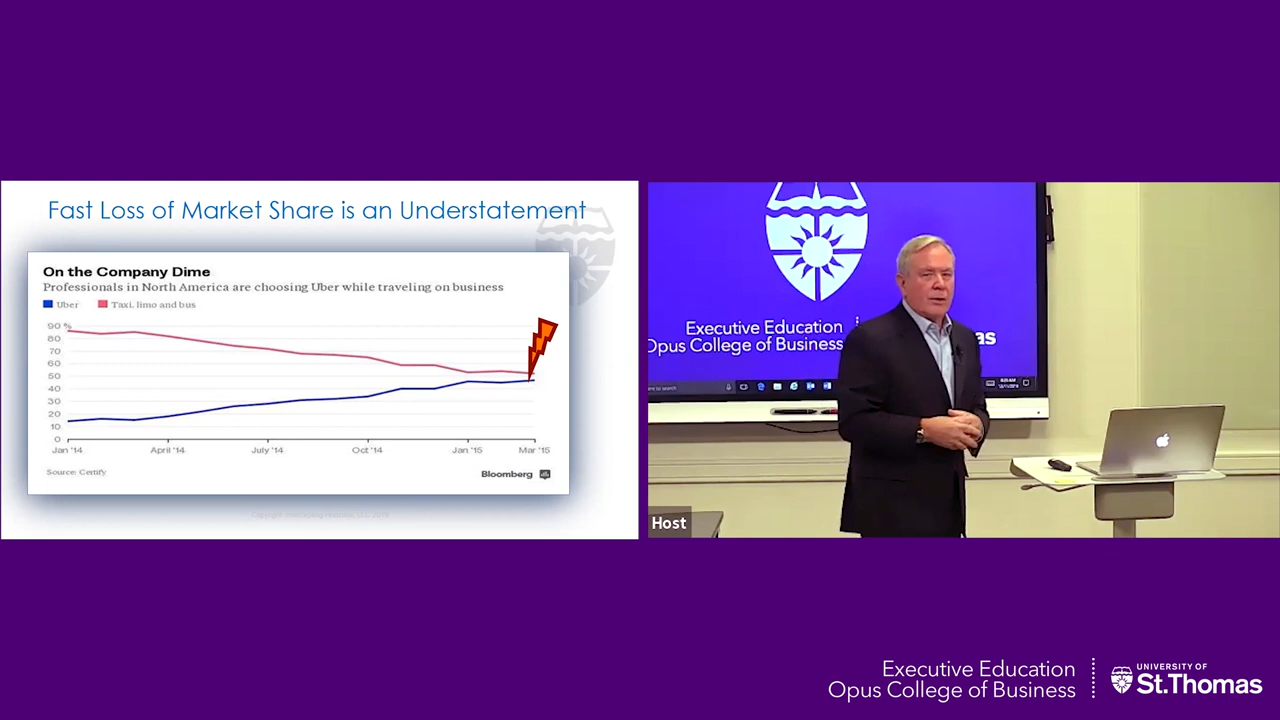 Fast Loss of Market Share is an Understatement
On the Company Dime
Professionals in North America are choosing Uber while traveling on business
Uber
Taxi, limo and bus
90 %
80
70
60
50
40
30
20
10
0
Jan '14
April '14
July '14
Oct '14
Jan '15
Mar '15
Source: Certify
Bloomberg
Executive Education
Opus College of Business
as
Host
Executive Education
Opus College of Business
UNIVERSITY OF
St.Thomas